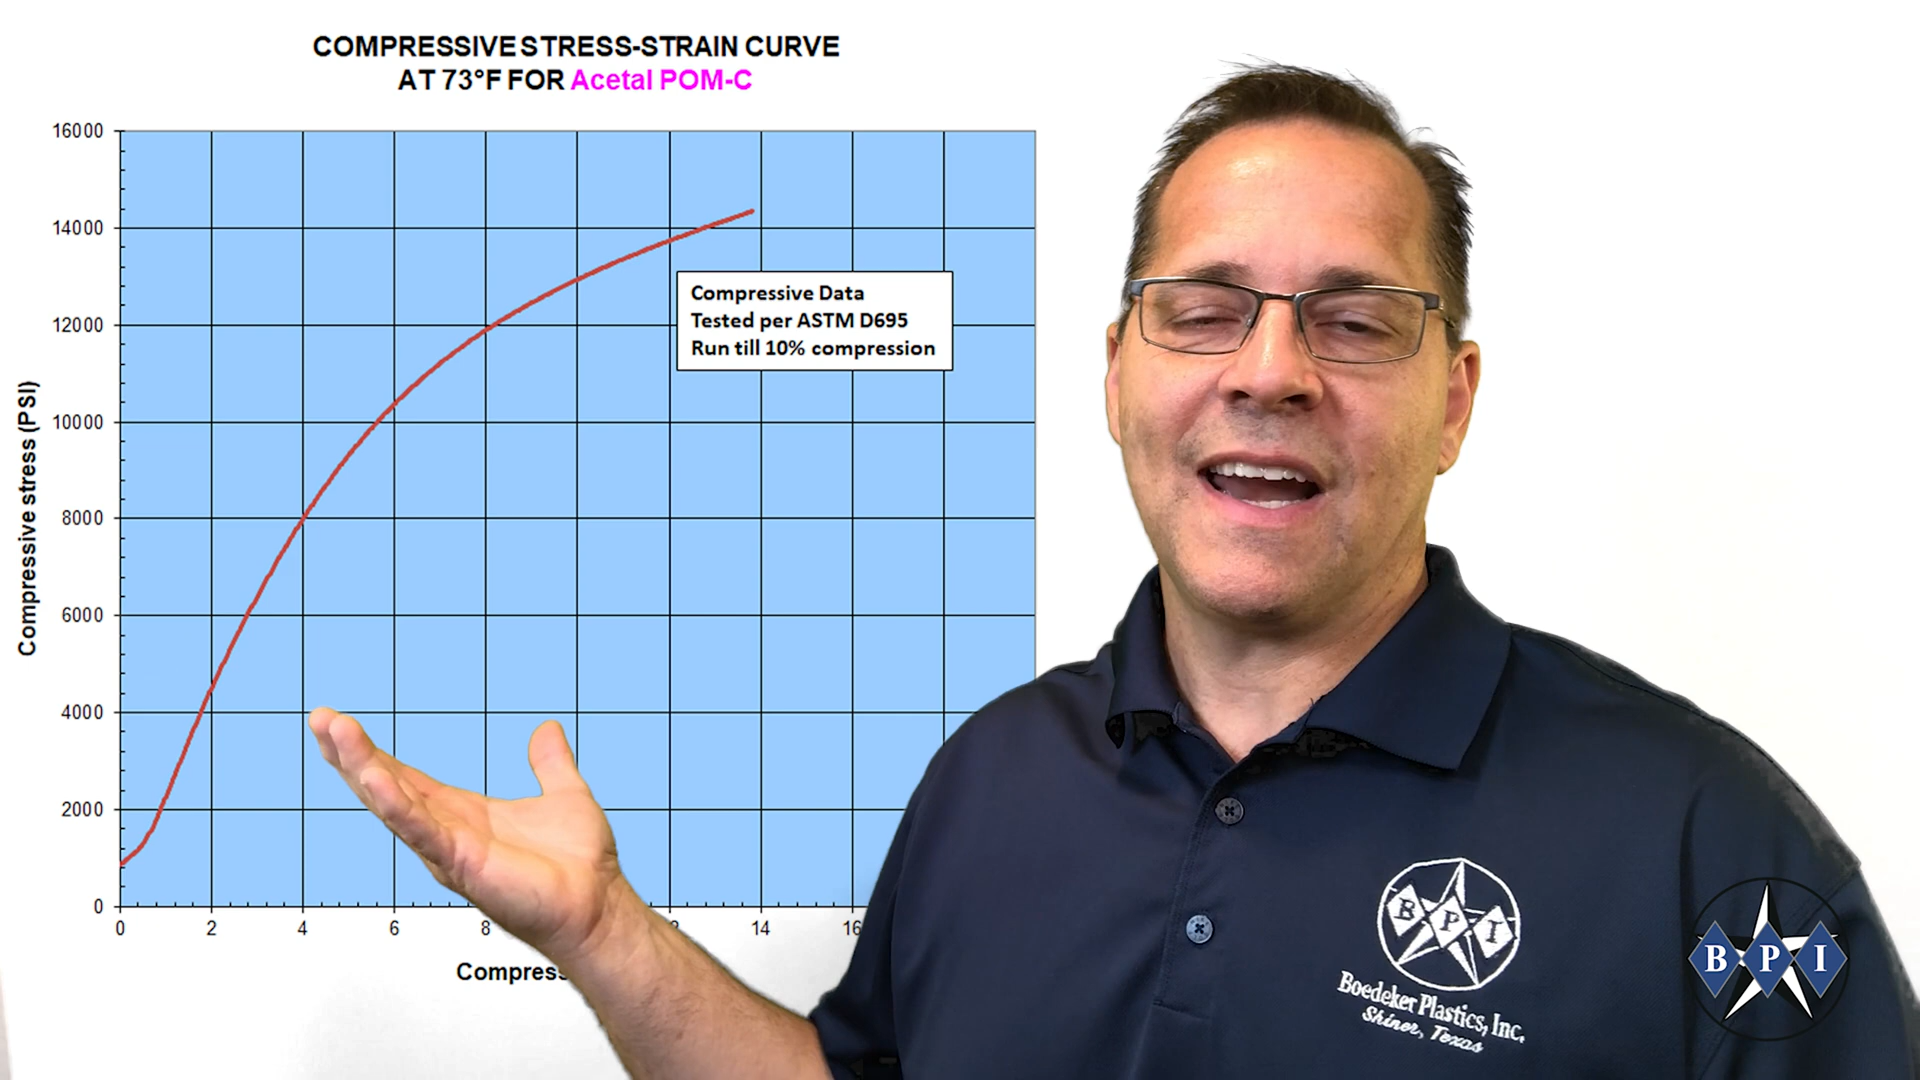 COMPRESSIVE STRESS-STRAIN CURVE
AT 73°F FOR Acetal POM-C
Compressive stress (PSI)
16000
14000
12000
10000
8000
6000
4000
2000
0
Compressive Data
Tested per ASTM D695
Run till 10% compression
0 2 4 6 8 14 16
BPI
Boedeker Plastics, Inc.
Shiner, Texas
B P I